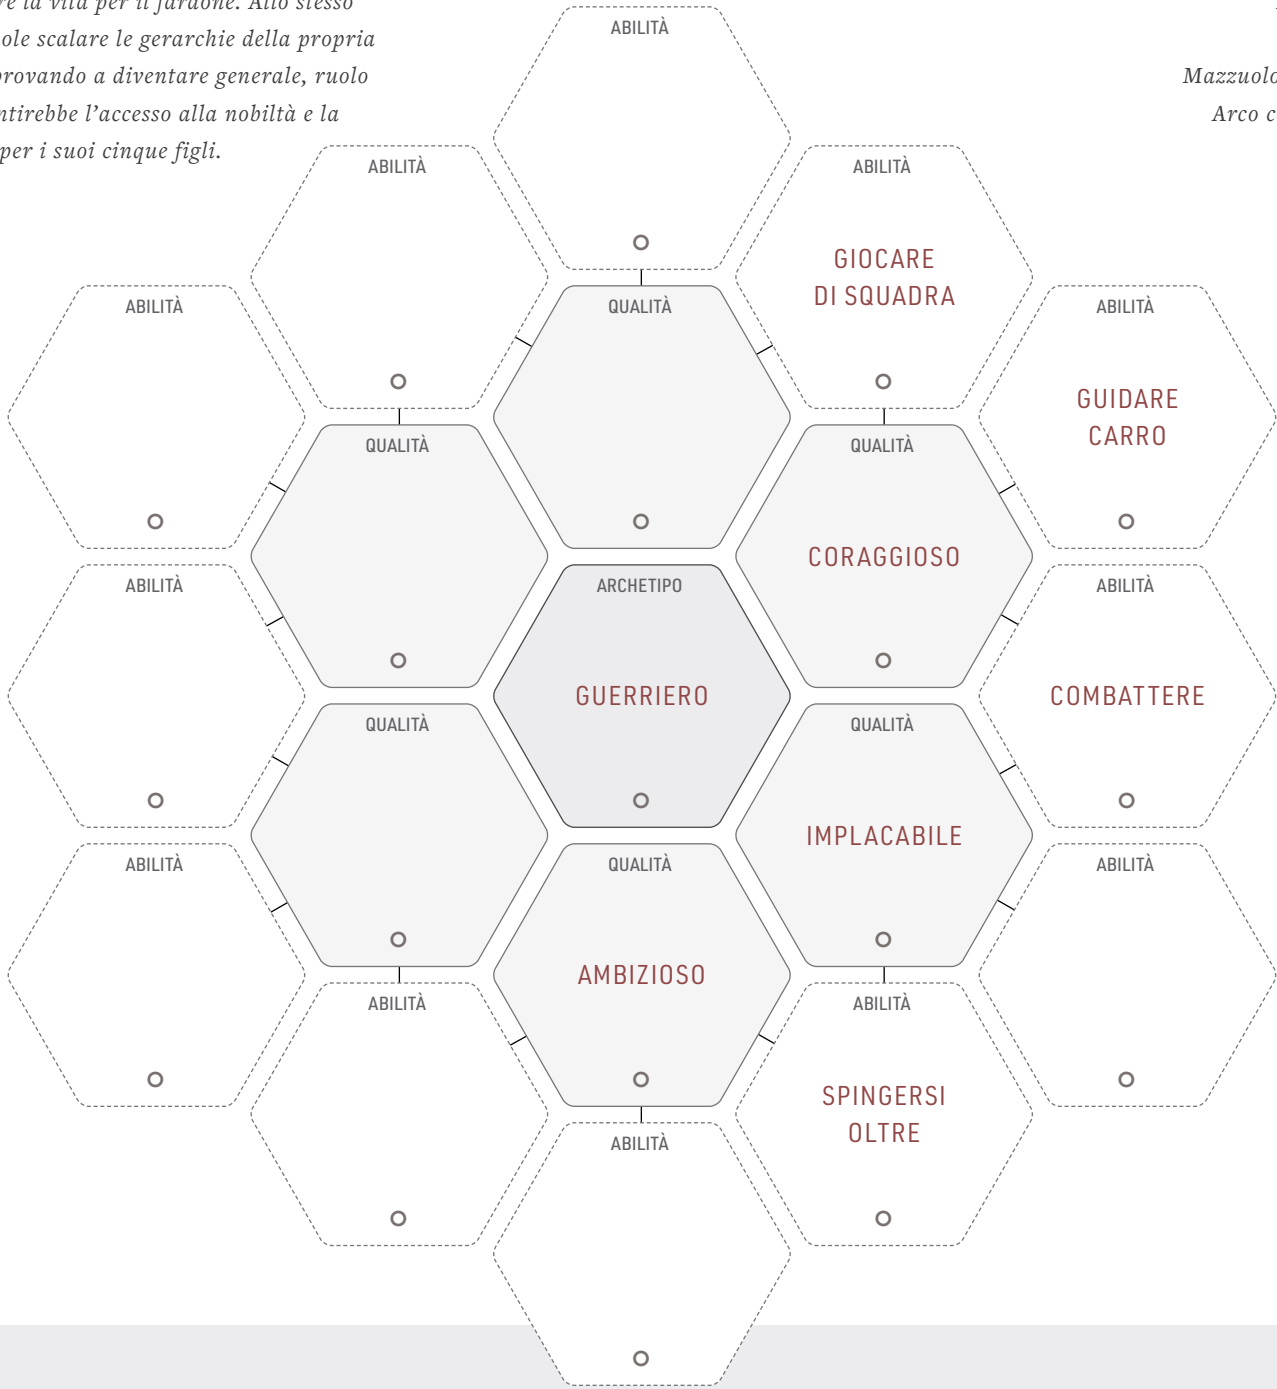 re la vita per il faraone. Allo stesso
ole scalare le gerarchie della propria
provando a diventare generale, ruolo
ntirebbe l’accesso alla nobiltà e la
per i suoi cinque figli.
Mazzuolo
Arco c
ABILITÀ
ABILITÀ
ABILITÀ
GIOCARE
DI SQUADRA
ABILITÀ
QUALITÀ
ABILITÀ
GUIDARE
CARRO
QUALITÀ
QUALITÀ
CORAGGIOSO
ABILITÀ
ARCHETIPO
GUERRIERO
ABILITÀ
COMBATTERE
QUALITÀ
QUALITÀ
IMPLACABILE
ABILITÀ
QUALITÀ
AMBIZIOSO
ABILITÀ
ABILITÀ
ABILITÀ
SPINGERSI
OLTRE
ABILITÀ